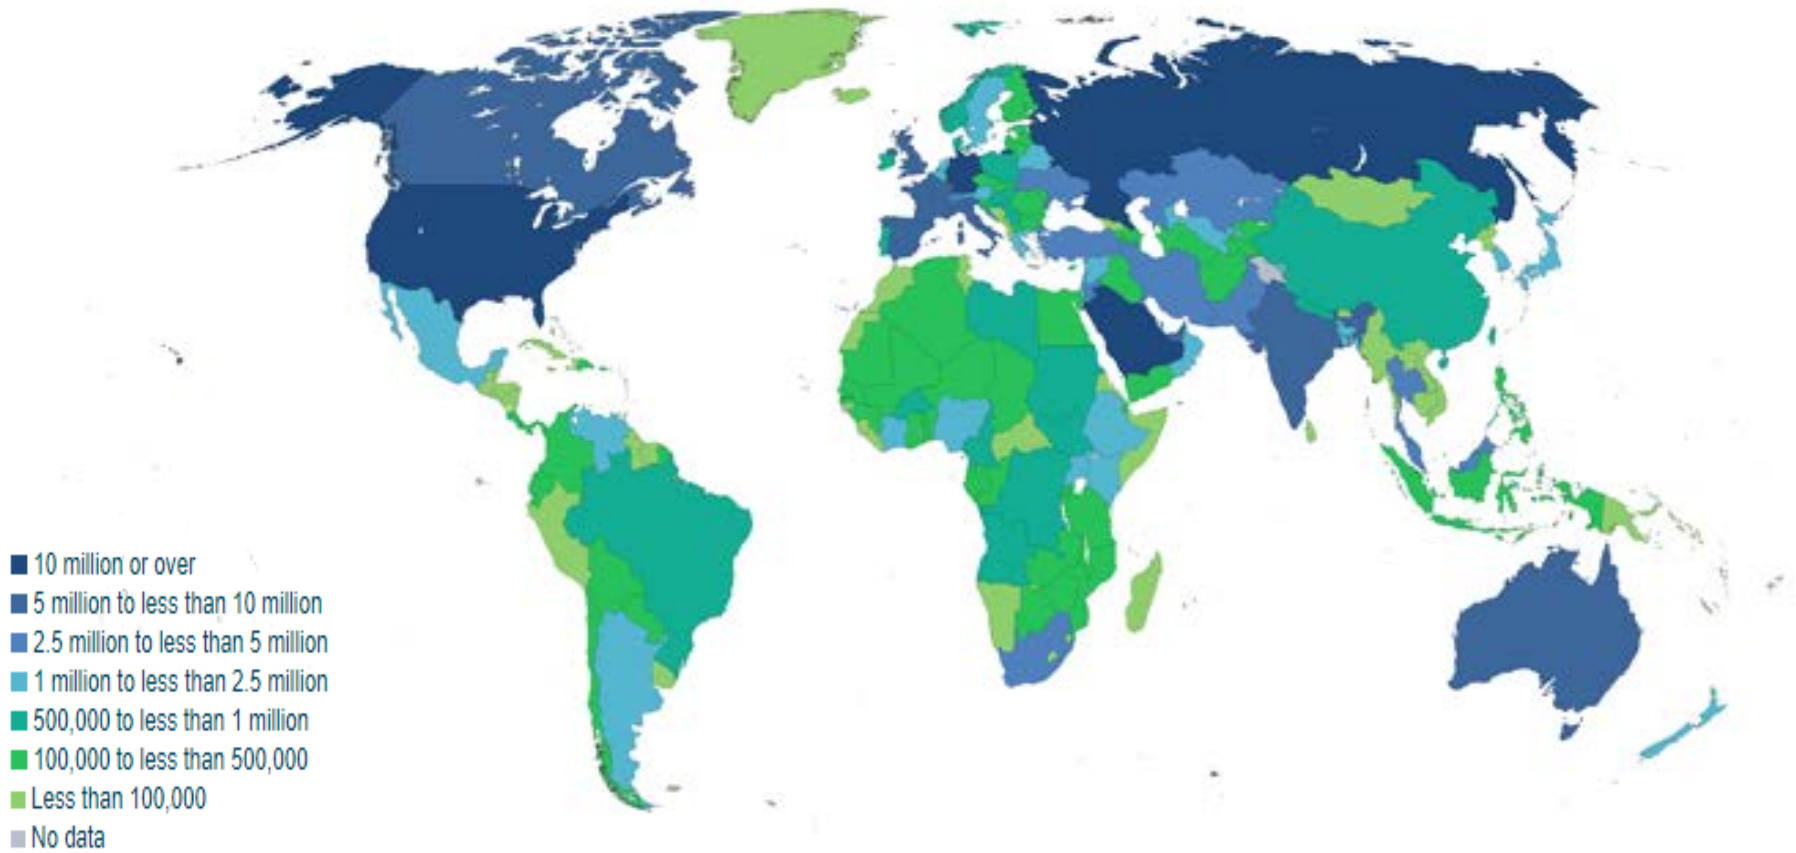 10 million or over
5 million to less than 10 million
2.5 million to less than 5 million
1 million to less than 2.5 million
500,000 to less than 1 million
100,000 to less than 500,000
Less than 100,000
No data